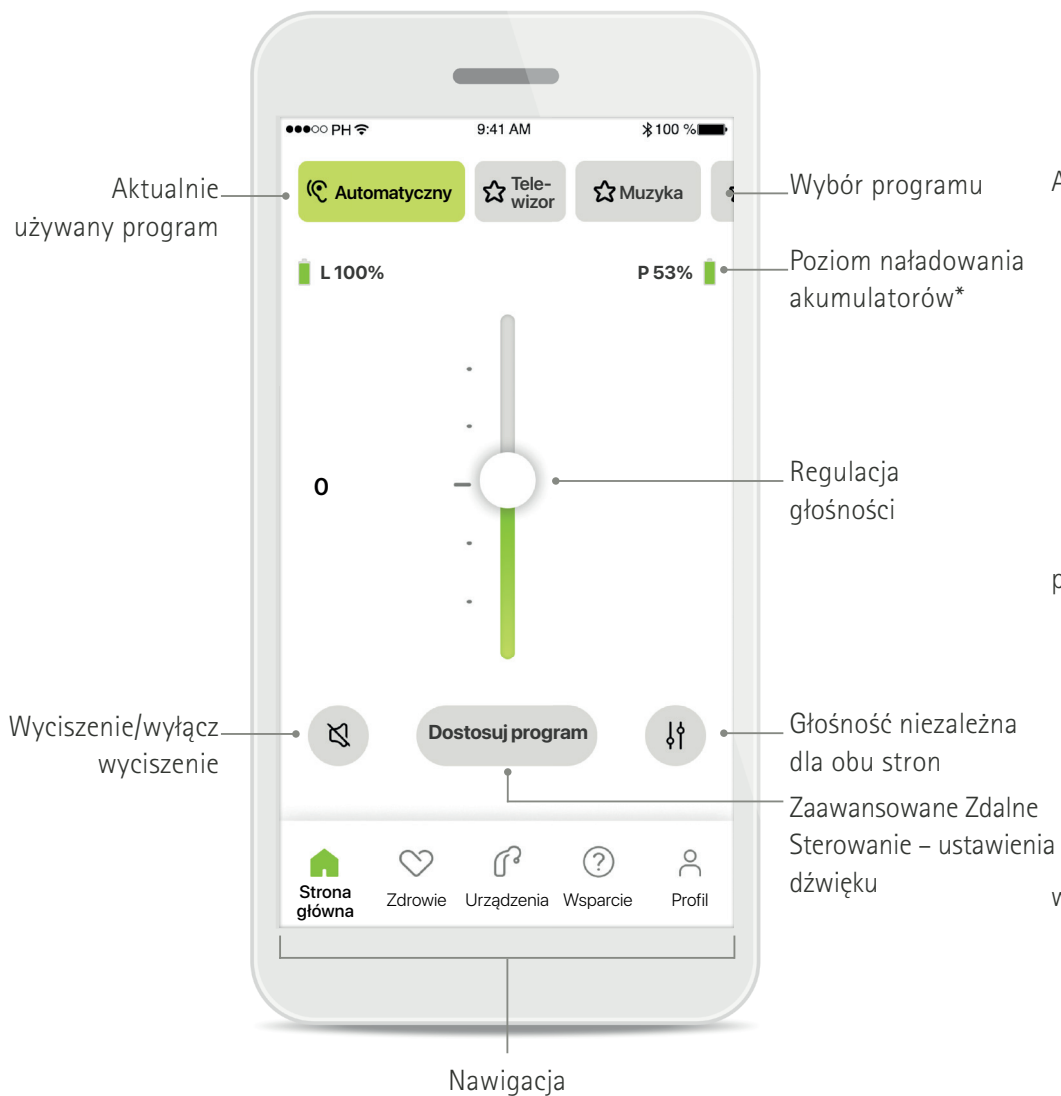 ●●●○○ PH 9:41 AM 100 %
Automatyczny
Tele-
wizor
Muzyka
Aktualnie
używany program
Wybór programu
L 100%
P 53%
Poziom naładowania
akumulatorów*
0
Regulacja
głośności
Wyciszenie/wyłącz
wyciszenie
Dostosuj program
Głośność niezależna
dla obu stron
Zaawansowane Zdalne
Sterowanie – ustawienia
dźwięku
Strona
główna
Zdrowie
Urządzenia
Wsparcie
Profil
Nawigacja